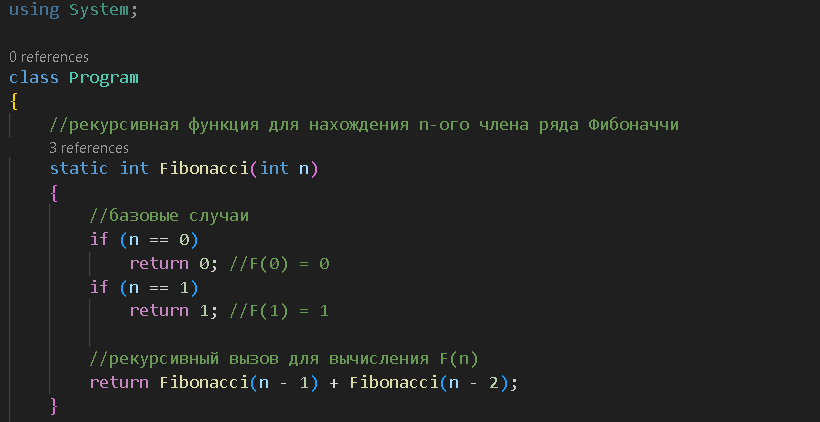 using System;
0 references
class Program
{
//рекурсивная функция для нахождения n-ого члена ряда Фибоначчи
3 references
static int Fibonacci(int n)
{
//базовые случаи
if (n == 0)
return 0; //F(0) = 0
if (n == 1)
return 1; //F(1) = 1
//рекурсивный вызов для вычисления F(n)
return Fibonacci(n - 1) + Fibonacci(n - 2);
}